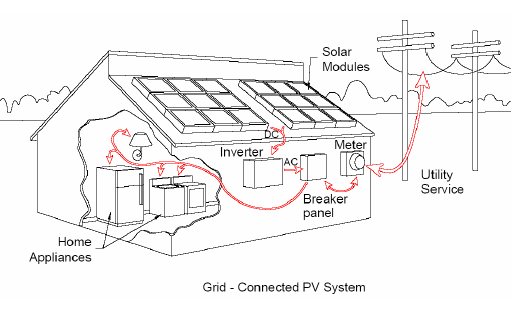 Solar
Modules
DC
Inverter
Meter
AC
Breaker
panel
Utility
Service
Home
Appliances
Grid - Connected PV System